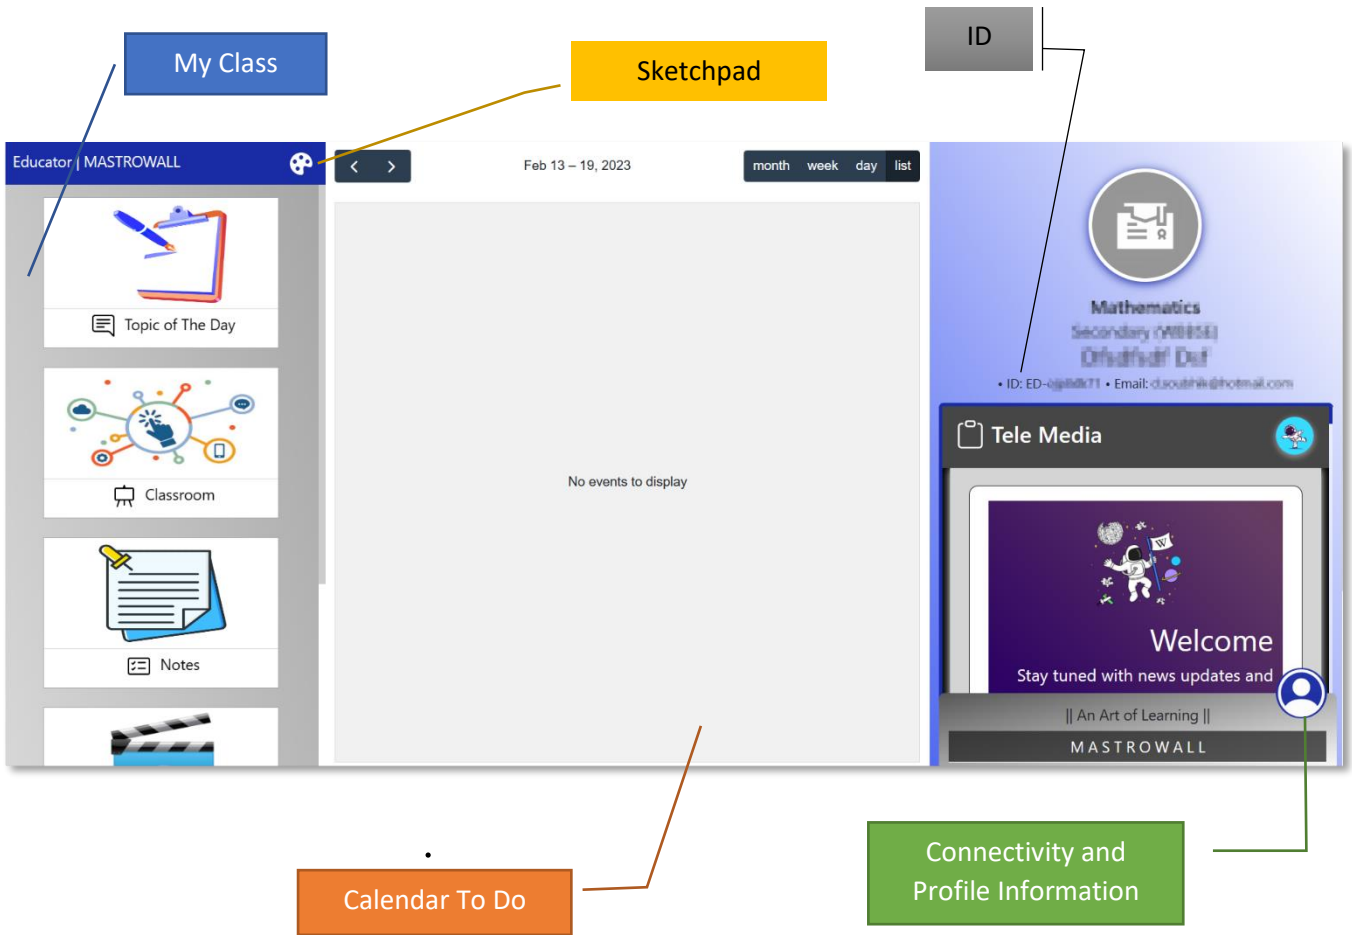 My Class
Sketchpad
ID
Educator | MASTROWALL
Feb 13 – 19, 2023
month week day list
Topic of The Day
Classroom
Notes
No events to display
Mathematics
Secondary
• ID: ED- • Email:
Tele Media
W
Welcome
Stay tuned with news updates and
|| An Art of Learning ||
MASTROWALL
Calendar To Do
Connectivity and
Profile Information